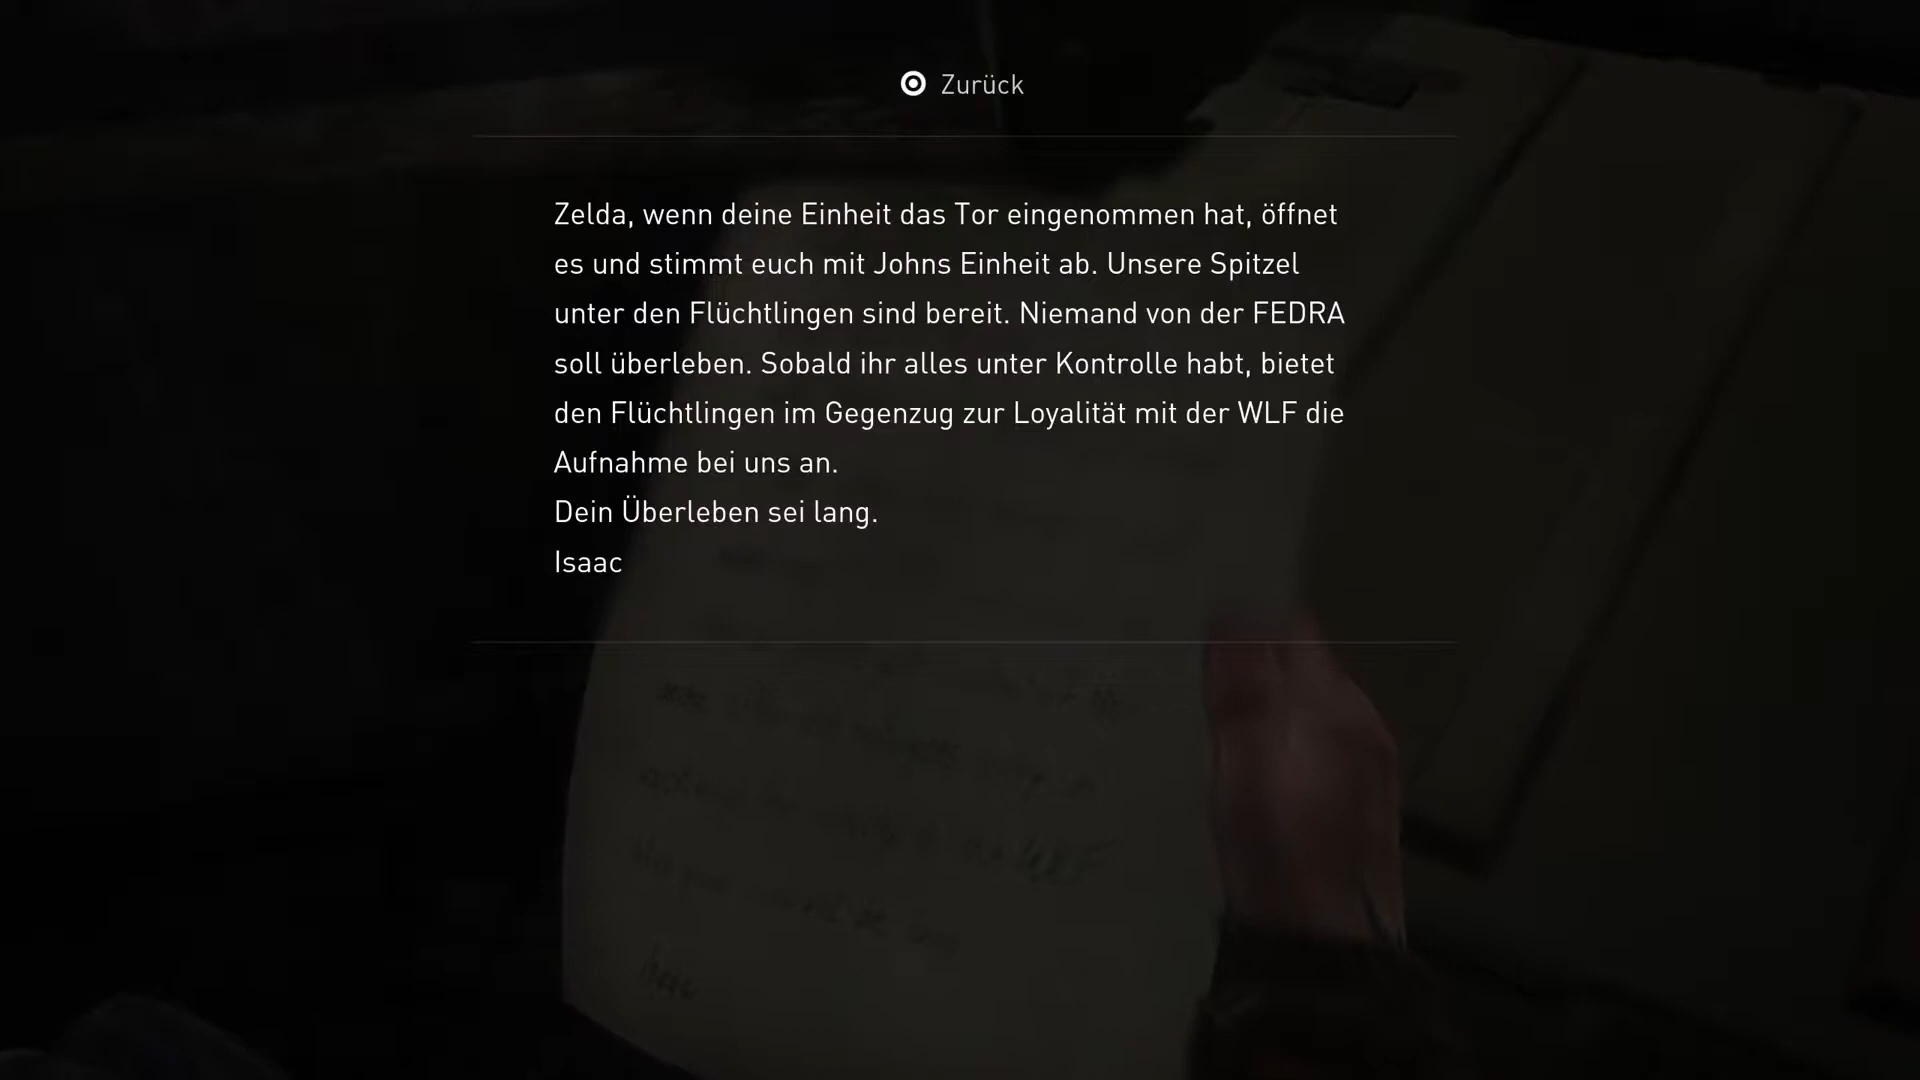 Zurück
Zelda, wenn deine Einheit das Tor eingenommen hat, öffnet
es und stimmt euch mit Johns Einheit ab. Unsere Spitzel
unter den Flüchtlingen sind bereit. Niemand von der FEDRA
soll überleben. Sobald ihr alles unter Kontrolle habt, bietet
den Flüchtlingen im Gegenzug zur Loyalität mit der WLF die
Aufnahme bei uns an.
Dein Überleben sei lang.
Isaac